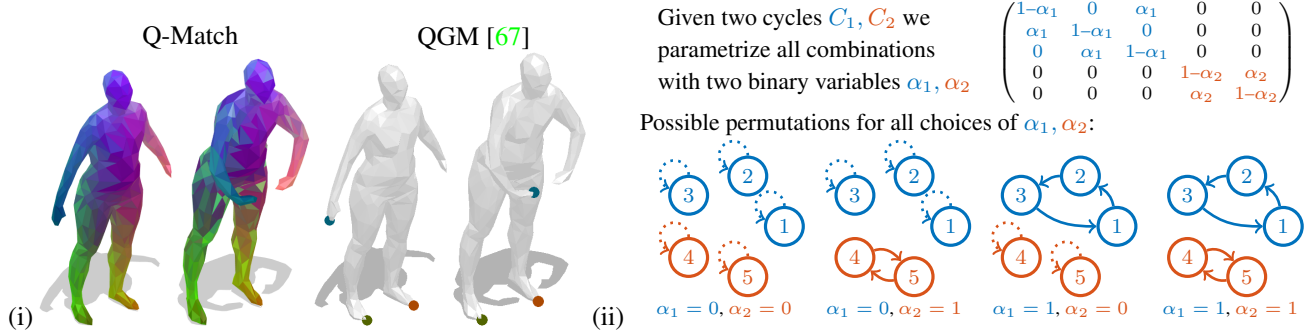 Q-Match
QGM [67]
(i)
Given two cycles C₁, C₂ we
parametrize all combinations
with two binary variables α₁, α₂
1–α₁ 0 α₁ 0 0
α₁ 1–α₁ 0 0 0
0 α₁ 1–α₁ 0 0
0 0 0 1–α₂ α₂
0 0 0 α₂ 1–α₂
Possible permutations for all choices of α₁, α₂:
3 2 1 4 5
3 2 1 4 5
3 2 1 4 5
3 2 1 4 5
(ii)
α₁ = 0, α₂ = 0
α₁ = 0, α₂ = 1
α₁ = 1, α₂ = 0
α₁ = 1, α₂ = 1